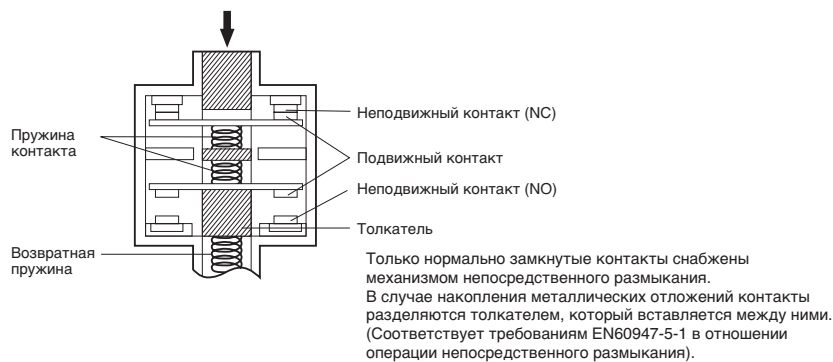 Пружина
контакта
Возвратная
пружина
Неподвижный контакт (NC)
Подвижный контакт
Неподвижный контакт (NO)
Толкатель
Только нормально замкнутые контакты снабжены
механизмом непосредственного размыкания.
В случае накопления металлических отложений контакты
разделяются толкателем, который вставляется между ними.
(Соответствует требованиям EN60947-5-1 в отношении
операции непосредственного размыкания).